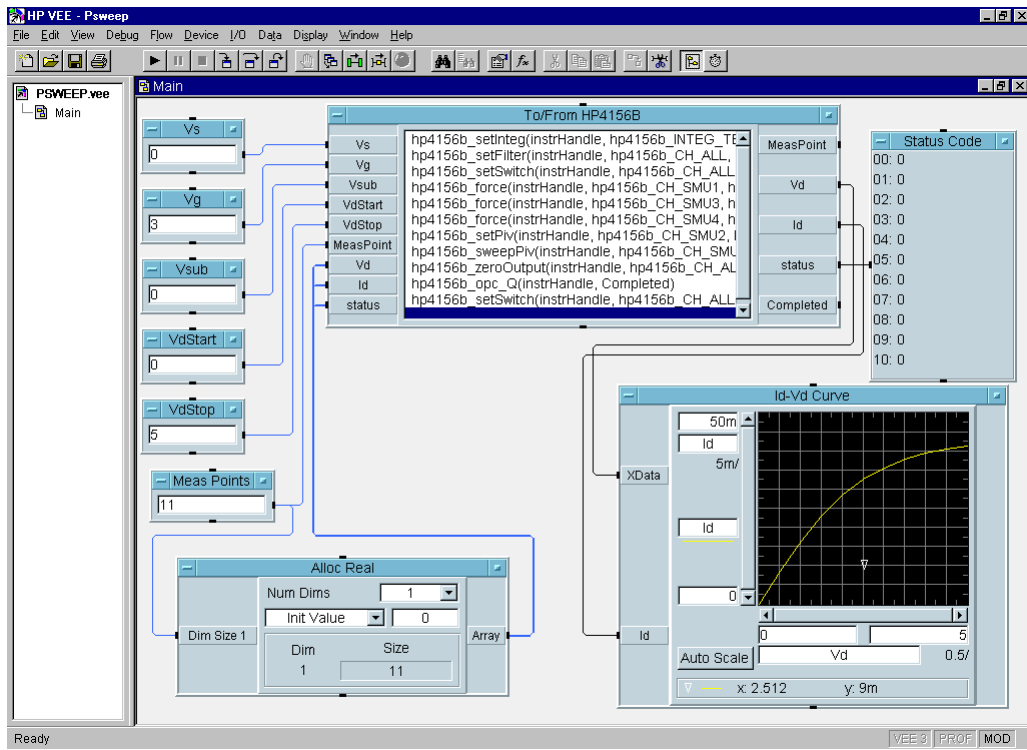 HP VEE - Psweep
File Edit View Debug Flow Device I/O Data Display Window Help
PSWEEP.vee
Main
Main
Vs
0
Vg
3
Vsub
0
VdStart
0
VdStop
5
Meas Points
11
To/From HP4156B
Vs
Vg
Vsub
VdStart
VdStop
MeasPoint
Vd
Id
status
hp4156b_setInteg(instrHandle, hp4156b_INTEG_TE
hp4156b_setFilter(instrHandle, hp4156b_CH_ALL,
hp4156b_setSwitch(instrHandle, hp4156b_CH_ALL
hp4156b_force(instrHandle, hp4156b_CH_SMU1, h
hp4156b_force(instrHandle, hp4156b_CH_SMU3, h
hp4156b_force(instrHandle, hp4156b_CH_SMU4, h
hp4156b_setPiv(instrHandle, hp4156b_CH_SMU2, I
hp4156b_sweepPiv(instrHandle, hp4156b_CH_SMU
hp4156b_zeroOutput(instrHandle, hp4156b_CH_AL
hp4156b_opc_Q(instrHandle, Completed)
hp4156b_setSwitch(instrHandle, hp4156b_CH_ALL
MeasPoint
Vd
Id
status
Completed
Status Code
00: 0
01: 0
02: 0
03: 0
04: 0
05: 0
06: 0
07: 0
08: 0
09: 0
10: 0
Alloc Real
Num Dims 1
Init Value 0
Dim Size 1
Dim Size
1 11
Array
Id-Vd Curve
XData
Id
50m
Id
5m/
Id
0
0 5
Auto Scale Vd 0.5/
x: 2.512 y: 9m
Ready VEE 3 PROF MOD